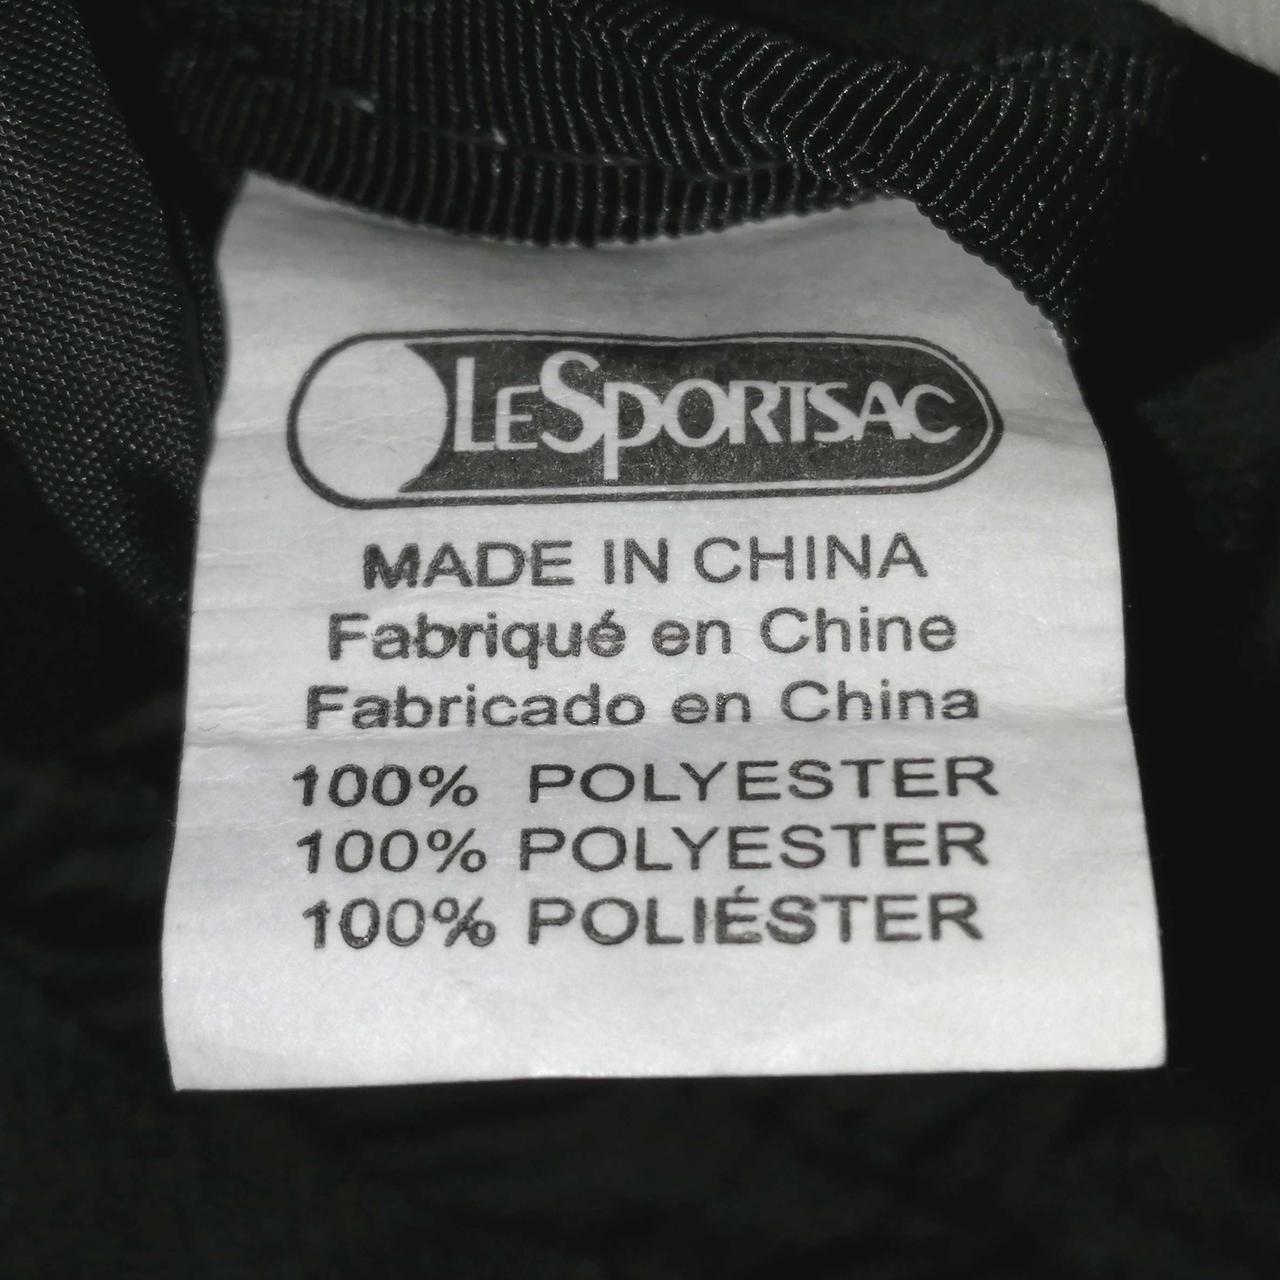 LESPORTSAC
MADE IN CHINA
Fabriqué en Chine
Fabricado en China
100% POLYESTER
100% POLYESTER
100% POLIÉSTER